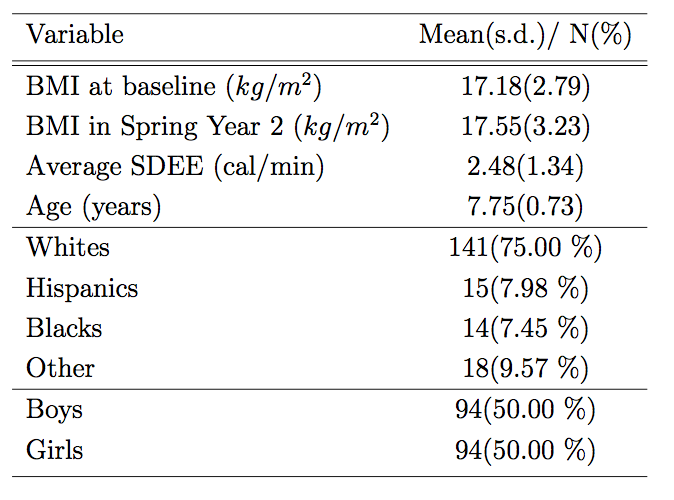 Variable Mean(s.d.)/ N(%)
BMI at baseline (kg/m²) 17.18(2.79)
BMI in Spring Year 2 (kg/m²) 17.55(3.23)
Average SDEE (cal/min) 2.48(1.34)
Age (years) 7.75(0.73)
Whites 141(75.00 %)
Hispanics 15(7.98 %)
Blacks 14(7.45 %)
Other 18(9.57 %)
Boys 94(50.00 %)
Girls 94(50.00 %)